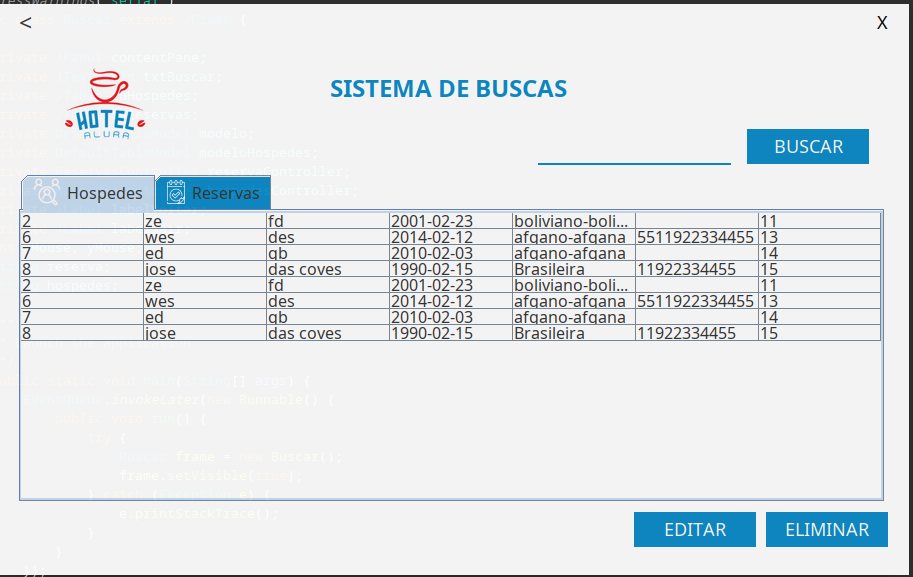 <
X
HOTEL
ALURA
SISTEMA DE BUSCAS
BUSCAR
Hospedes
Reservas
2 ze fd 2001-02-23 boliviano-boli... 11
6 wes des 2014-02-12 afgano-afgana 5511922334455 13
7 ed gb 2010-02-03 afgano-afgana 14
8 jose das coves 1990-02-15 Brasileira 11922334455 15
2 ze fd 2001-02-23 boliviano-boli... 11
6 wes des 2014-02-12 afgano-afgana 5511922334455 13
7 ed gb 2010-02-03 afgano-afgana 14
8 jose das coves 1990-02-15 Brasileira 11922334455 15
EDITAR
ELIMINAR